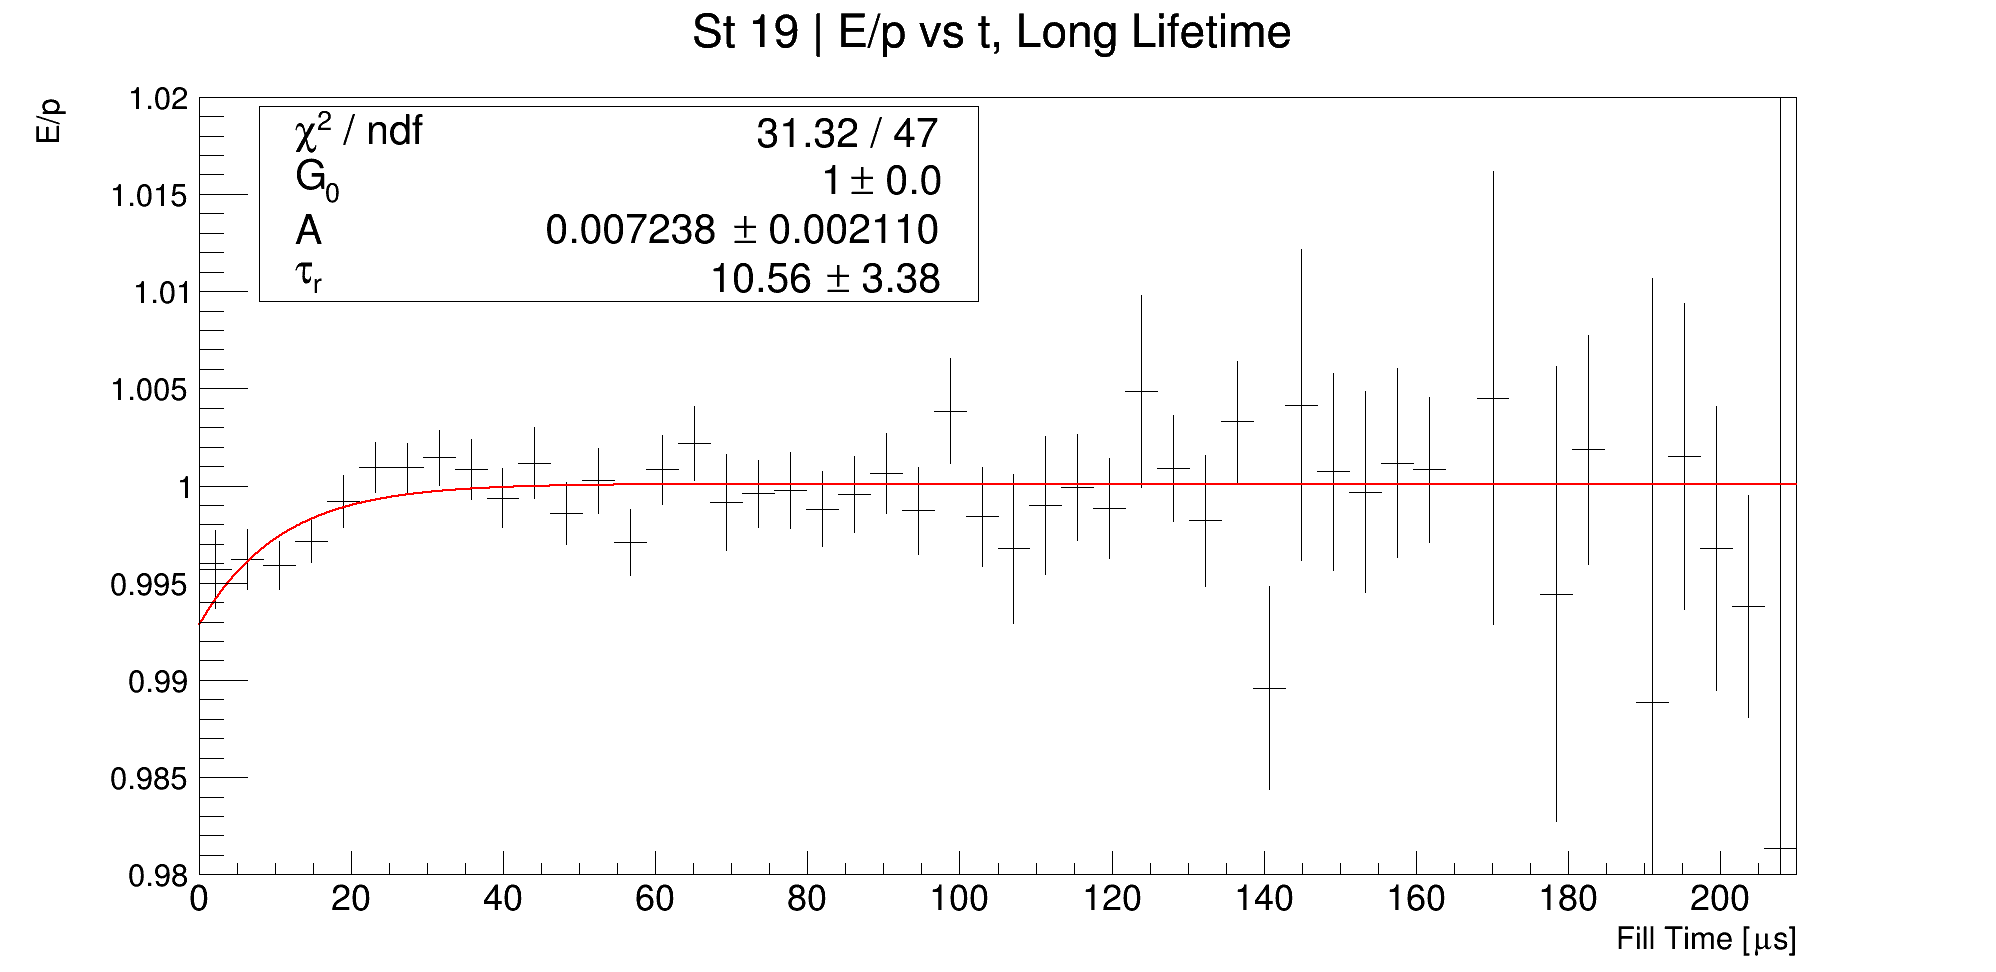 St 19 | E/p vs t, Long Lifetime
E/p
χ² / ndf 31.32 / 47
G₀ 1 ± 0.0
A 0.007238 ± 0.002110
τᵣ 10.56 ± 3.38
1.02
1.015
1.01
1.005
1
0.995
0.99
0.985
0.98
0 20 40 60 80 100 120 140 160 180 200
Fill Time [μs]